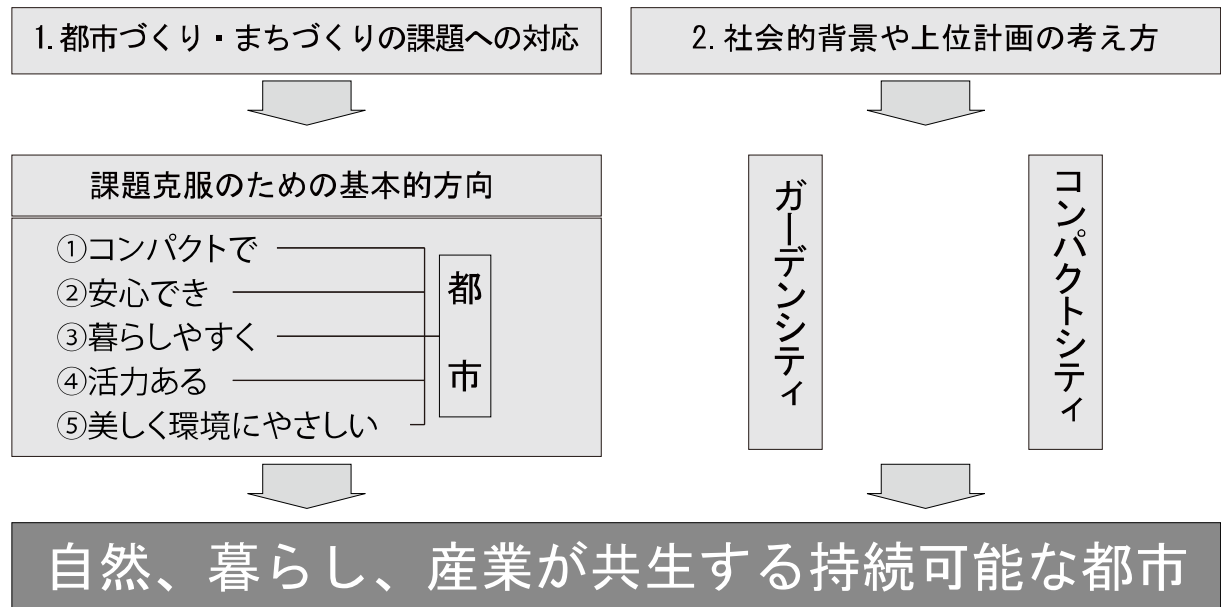 1.都市づくり・まちづくりの課題への対応
課題克服のための基本的方向
①コンパクトで
②安心でき
③暮らしやすく
④活力ある
⑤美しく環境にやさしい
都市
2.社会的背景や上位計画の考え方
ガーデンシティ
コンパクトシティ
自然、暮らし、産業が共生する持続可能な都市